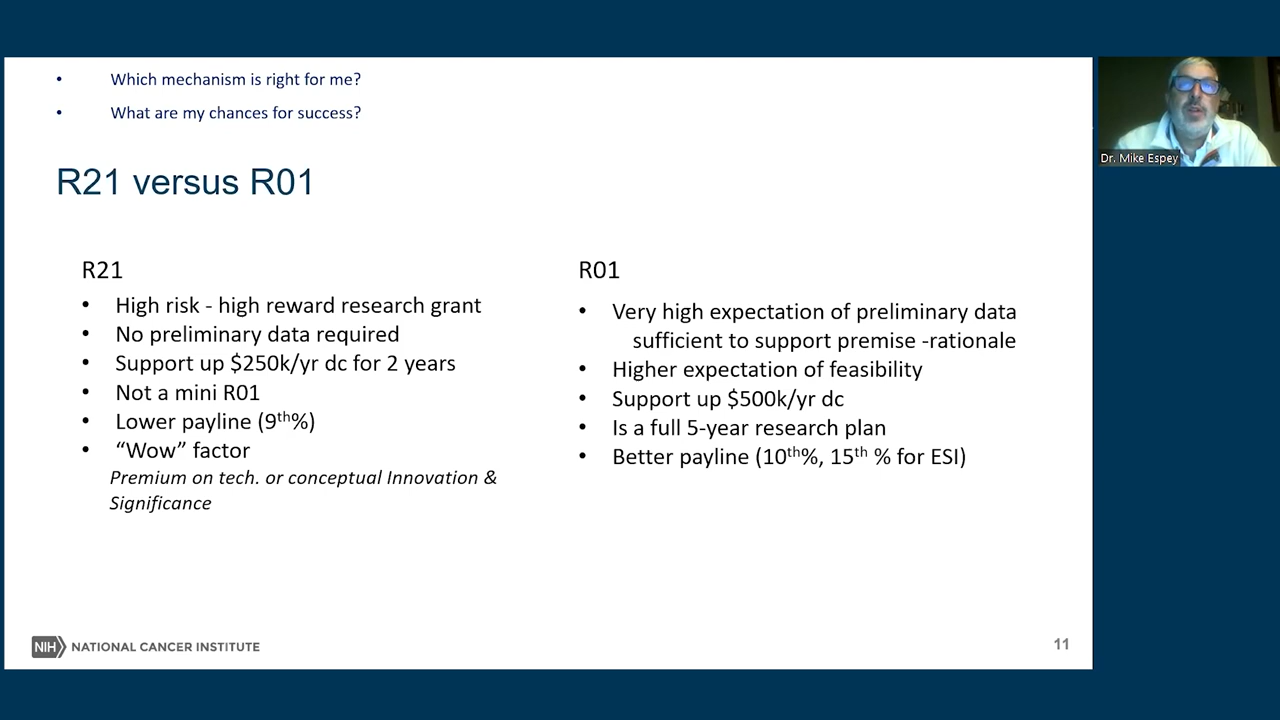 • Which mechanism is right for me?
• What are my chances for success?
R21 versus R01
R21
• High risk - high reward research grant
• No preliminary data required
• Support up $250k/yr dc for 2 years
• Not a mini R01
• Lower payline (9th%)
• “Wow” factor
Premium on tech. or conceptual Innovation &
Significance
R01
• Very high expectation of preliminary data
sufficient to support premise -rationale
• Higher expectation of feasibility
• Support up $500k/yr dc
• Is a full 5-year research plan
• Better payline (10th%, 15th % for ESI)
NIH NATIONAL CANCER INSTITUTE
11
Dr. Mike Espey